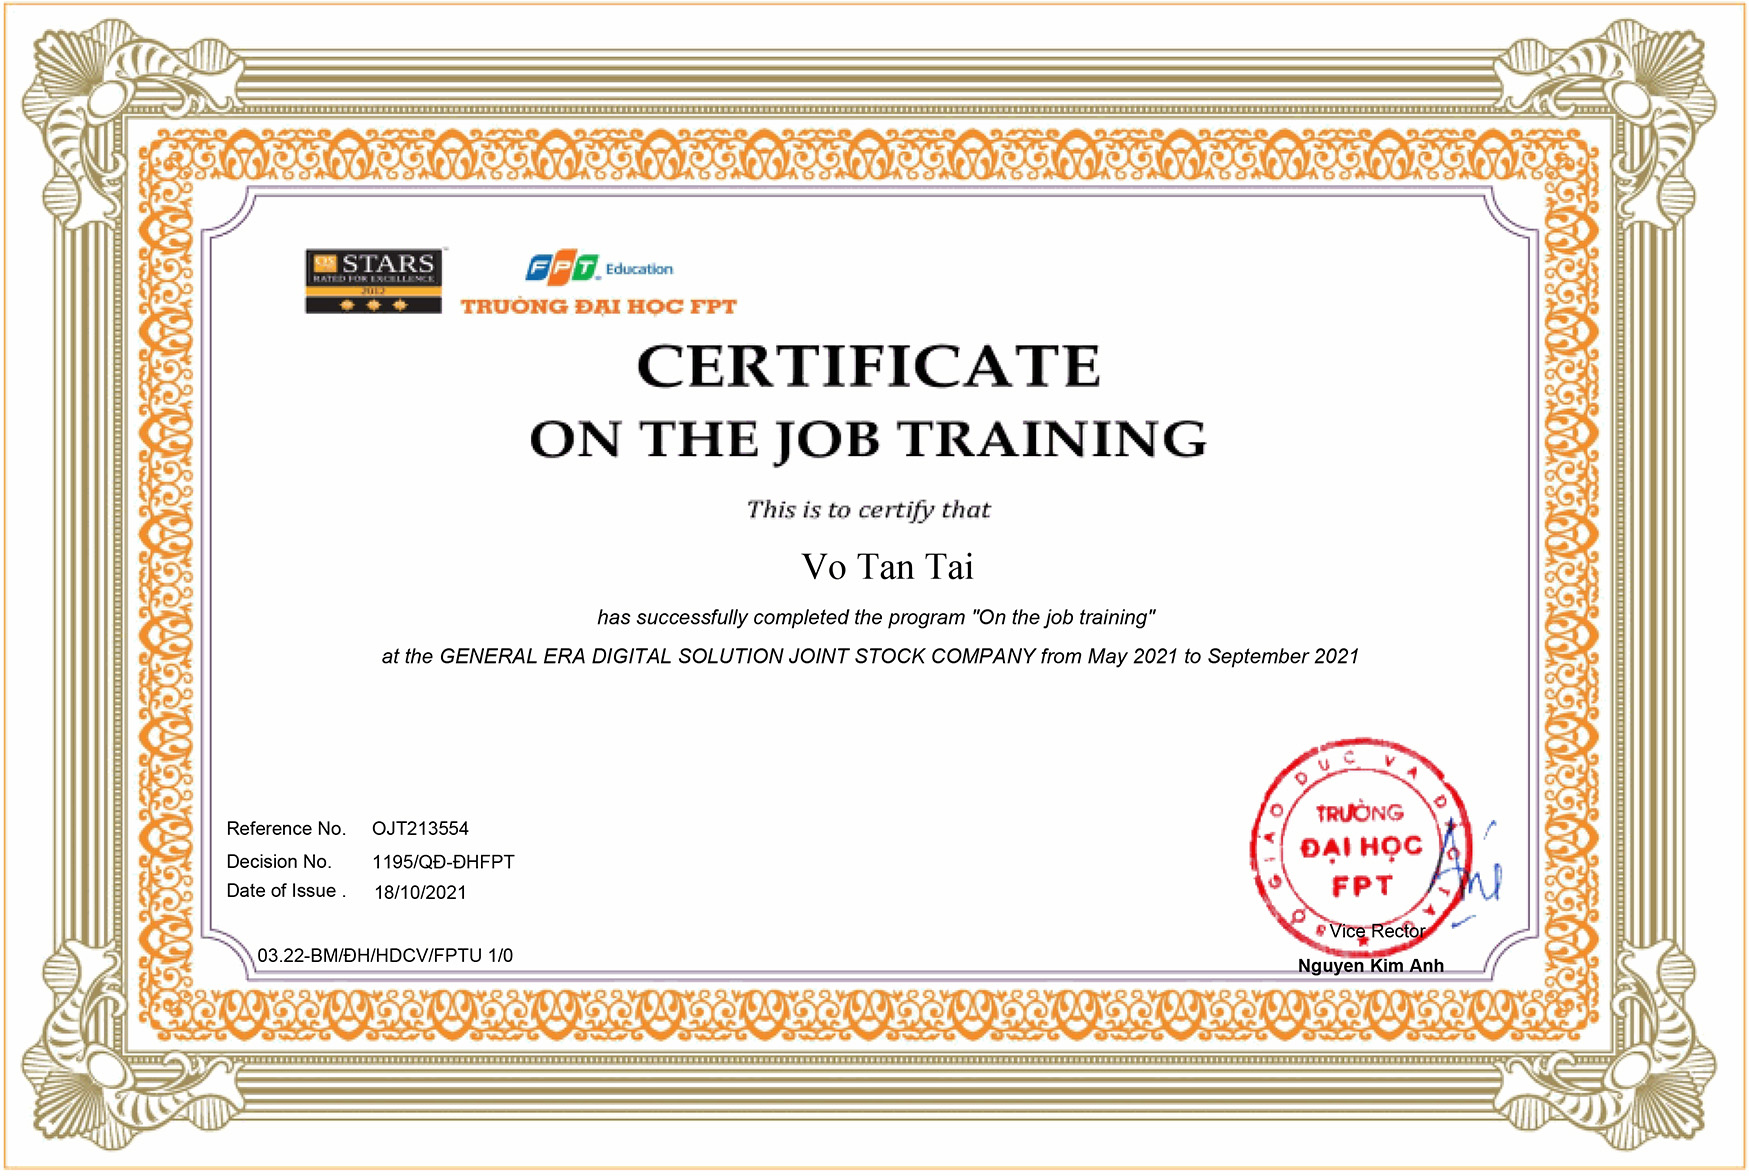 QS STARS
RATED FOR EXCELLENCE
2012
FPT Education
TRƯỜNG ĐẠI HỌC FPT
CERTIFICATE
ON THE JOB TRAINING
This is to certify that
Vo Tan Tai
has successfully completed the program "On the job training"
at the GENERAL ERA DIGITAL SOLUTION JOINT STOCK COMPANY from May 2021 to September 2021
Reference No. OJT213554
Decision No. 1195/QĐ-ĐHFPT
Date of Issue . 18/10/2021
03.22-BM/ĐH/HDCV/FPTU 1/0
BỘ GIÁO DỤC VÀ ĐÀO TẠO
TRƯỜNG
ĐẠI HỌC
FPT
Vice Rector
Nguyen Kim Anh